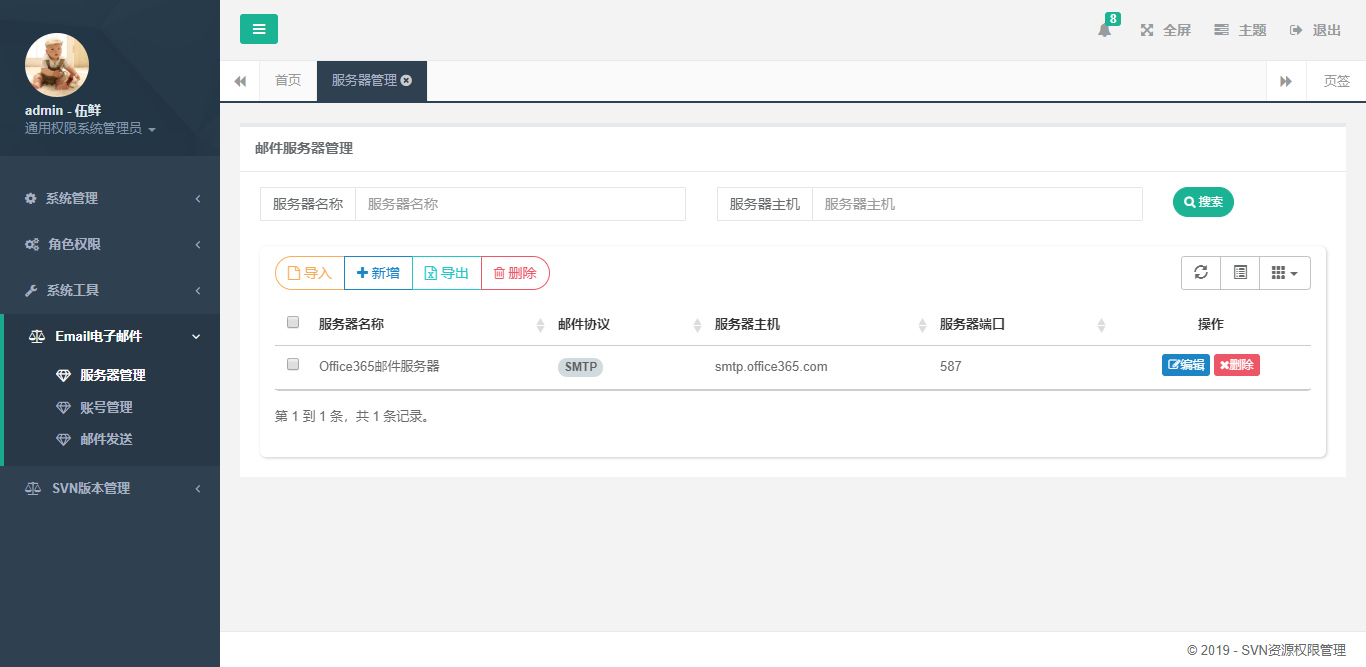 8
全屏
主题
退出
admin - 伍鲜
通用权限系统管理员
首页
服务器管理
页签
系统管理
角色权限
系统工具
Email电子邮件
服务器管理
账号管理
邮件发送
SVN版本管理
邮件服务器管理
服务器名称 服务器名称
服务器主机 服务器主机
搜索
导入 新增 导出 删除
服务器名称 邮件协议 服务器主机 服务器端口 操作
Office365邮件服务器 SMTP smtp.office365.com 587 编辑 删除
第 1 到 1 条，共 1 条记录。
© 2019 - SVN资源权限管理